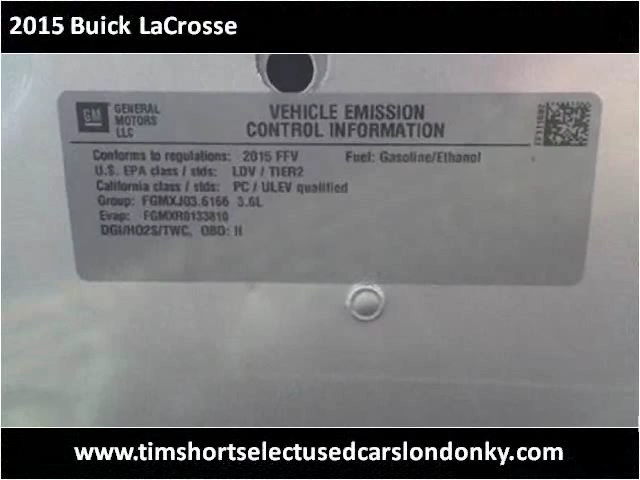 2015 Buick LaCrosse
GM
GENERAL
MOTORS
LLC
VEHICLE EMISSION
CONTROL INFORMATION
Conforms to regulations: 2015 FFV Fuel: Gasoline/Ethanol
U.S. EPA class / stds: LDV / TIER2
California class / stds: PC / ULEV qualified
Group: FGMXJ03.6166 3.6L
Evap: FGMXR0133810
DGI/HO2S/TWC, OBD: II
www.timshortselectusedcarslondonky.com